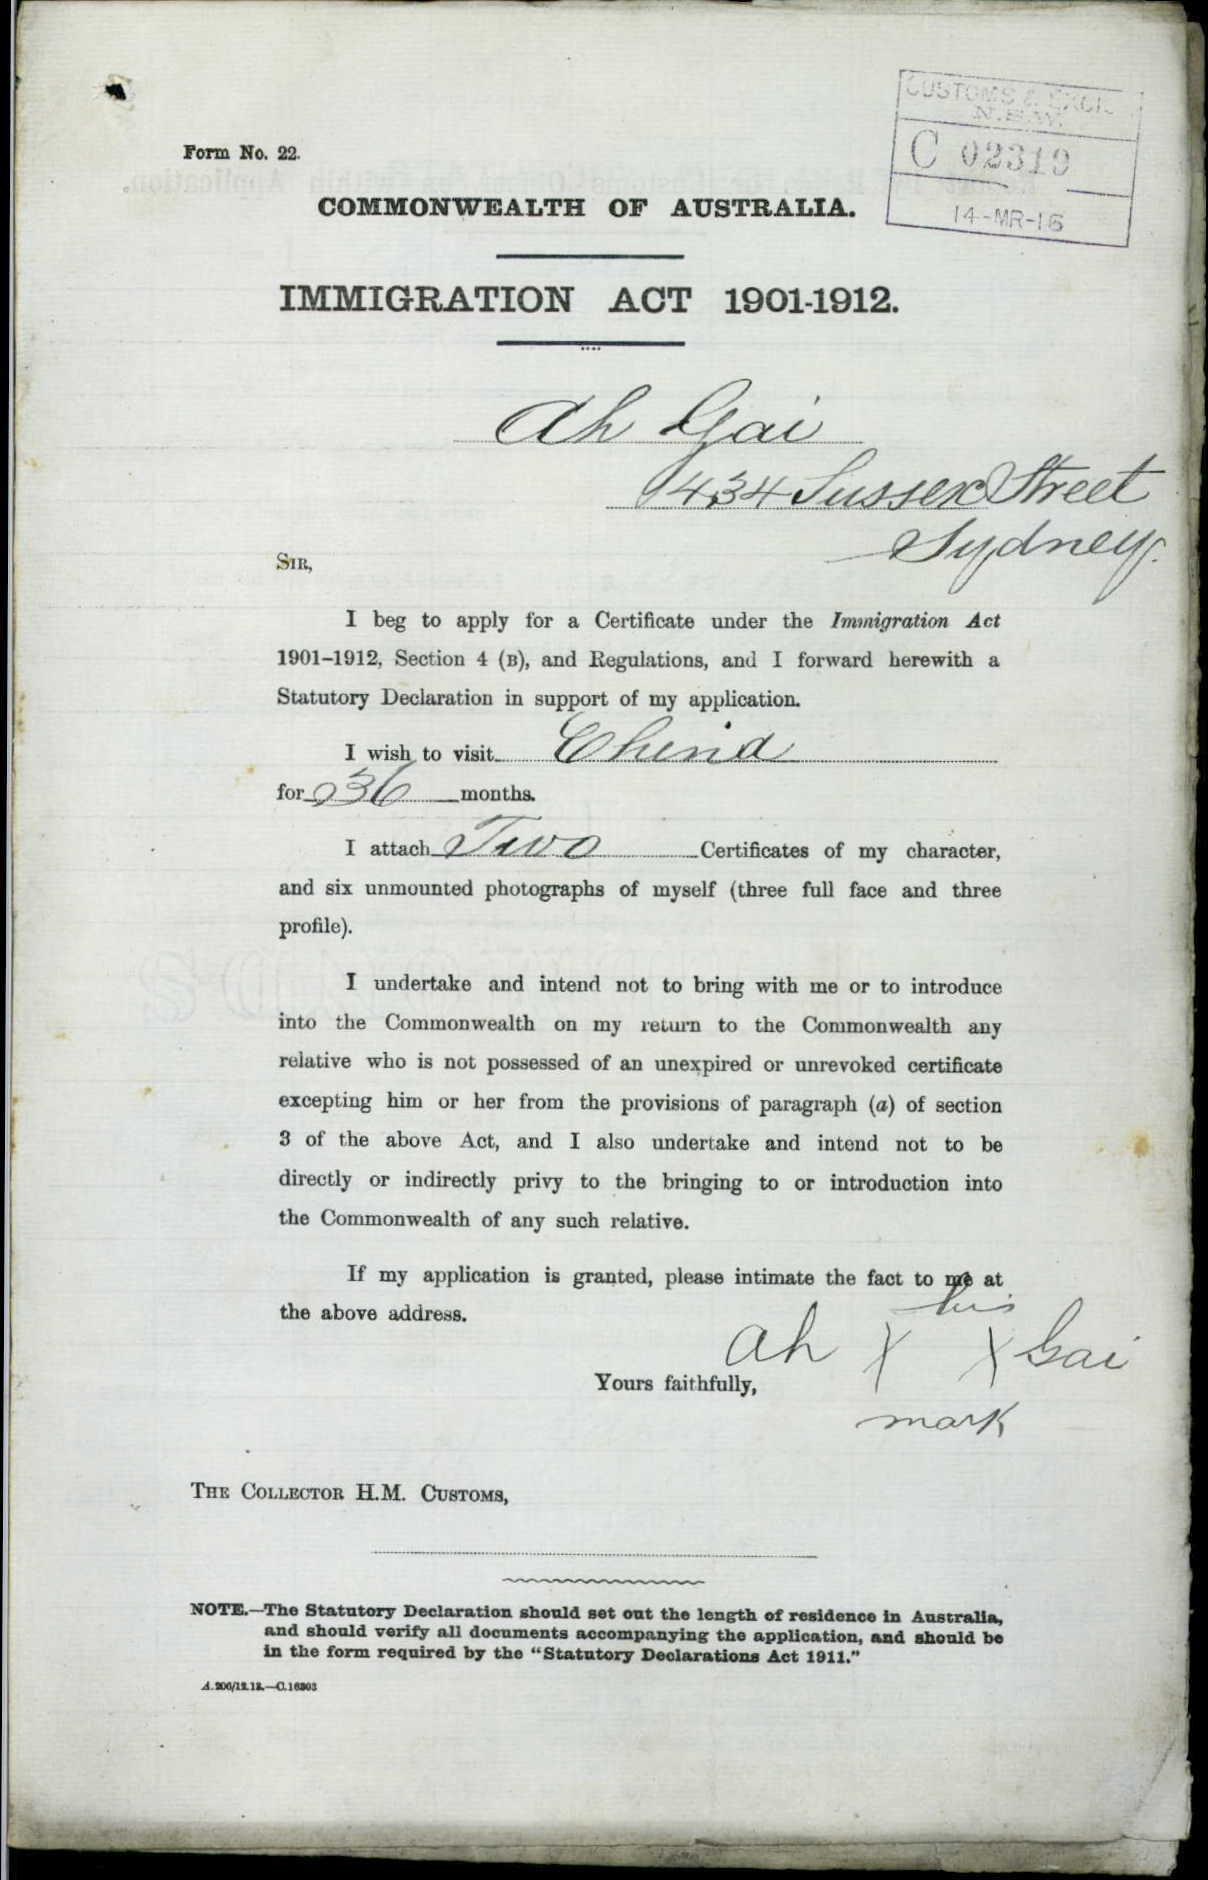 CUSTOMS & EXCI
N.S.W.
C 02319
14-MR-16
Form No. 22.
COMMONWEALTH OF AUSTRALIA.
IMMIGRATION ACT 1901-1912.
Ah Gai
434 Sussex Street
Sydney.
SIR,
I beg to apply for a Certificate under the Immigration Act
1901-1912, Section 4 (B), and Regulations, and I forward herewith a
Statutory Declaration in support of my application.
I wish to visit China
for 36 months.
I attach Two Certificates of my character,
and six unmounted photographs of myself (three full face and three
profile).
I undertake and intend not to bring with me or to introduce
into the Commonwealth on my return to the Commonwealth any
relative who is not possessed of an unexpired or unrevoked certificate
excepting him or her from the provisions of paragraph (a) of section
3 of the above Act, and I also undertake and intend not to be
directly or indirectly privy to the bringing to or introduction into
the Commonwealth of any such relative.
If my application is granted, please intimate the fact to me at
the above address.
his
Ah X X Gai
Yours faithfully,
mark
THE COLLECTOR H.M. CUSTOMS,
NOTE.—The Statutory Declaration should set out the length of residence in Australia,
and should verify all documents accompanying the application, and should be
in the form required by the "Statutory Declarations Act 1911."
A.200/12.12.—C.16303